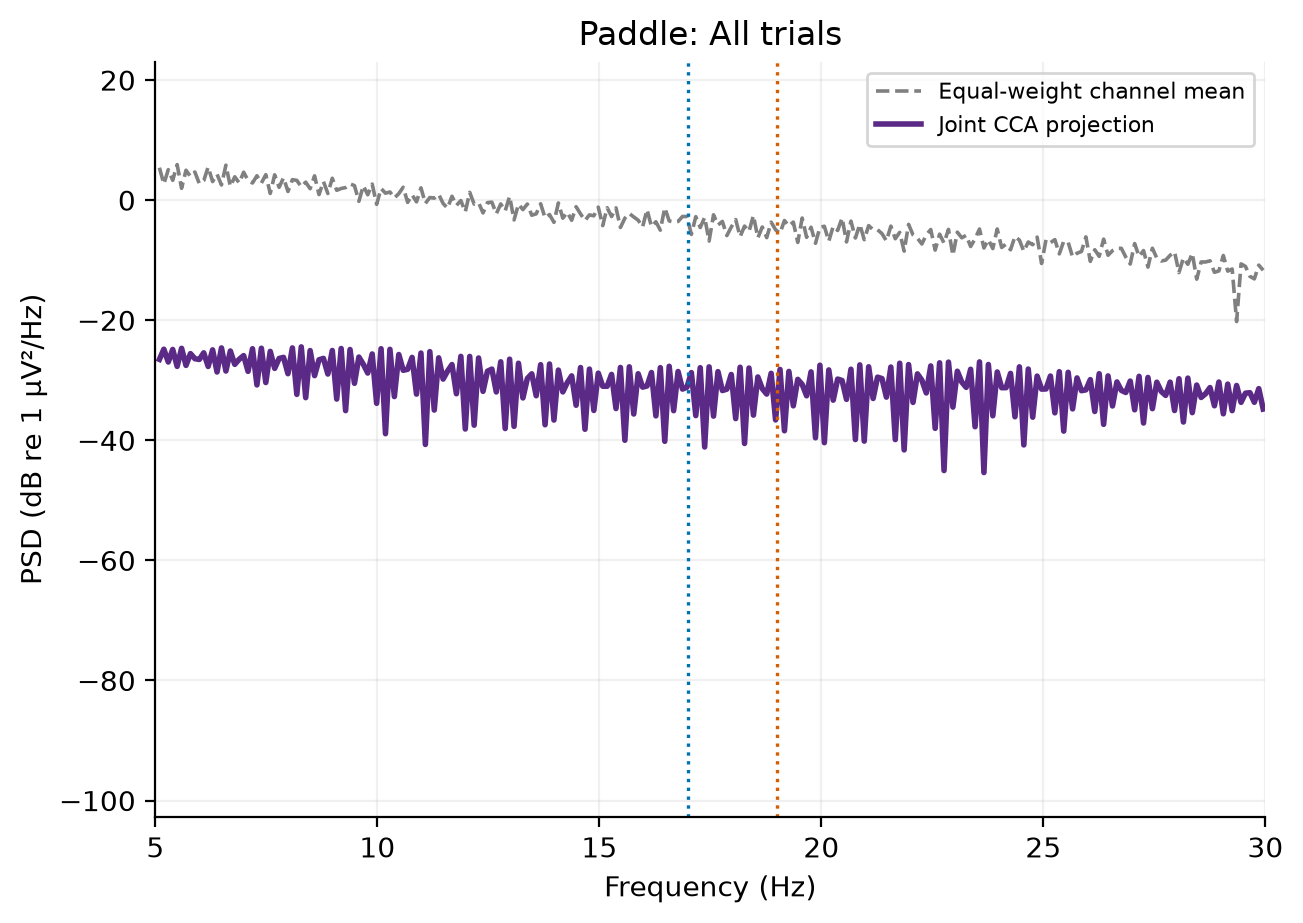 Paddle: All trials
Equal-weight channel mean
Joint CCA projection
PSD (dB re 1 µV²/Hz)
20
0
−20
−40
−60
−80
−100
5 10 15 20 25 30
Frequency (Hz)